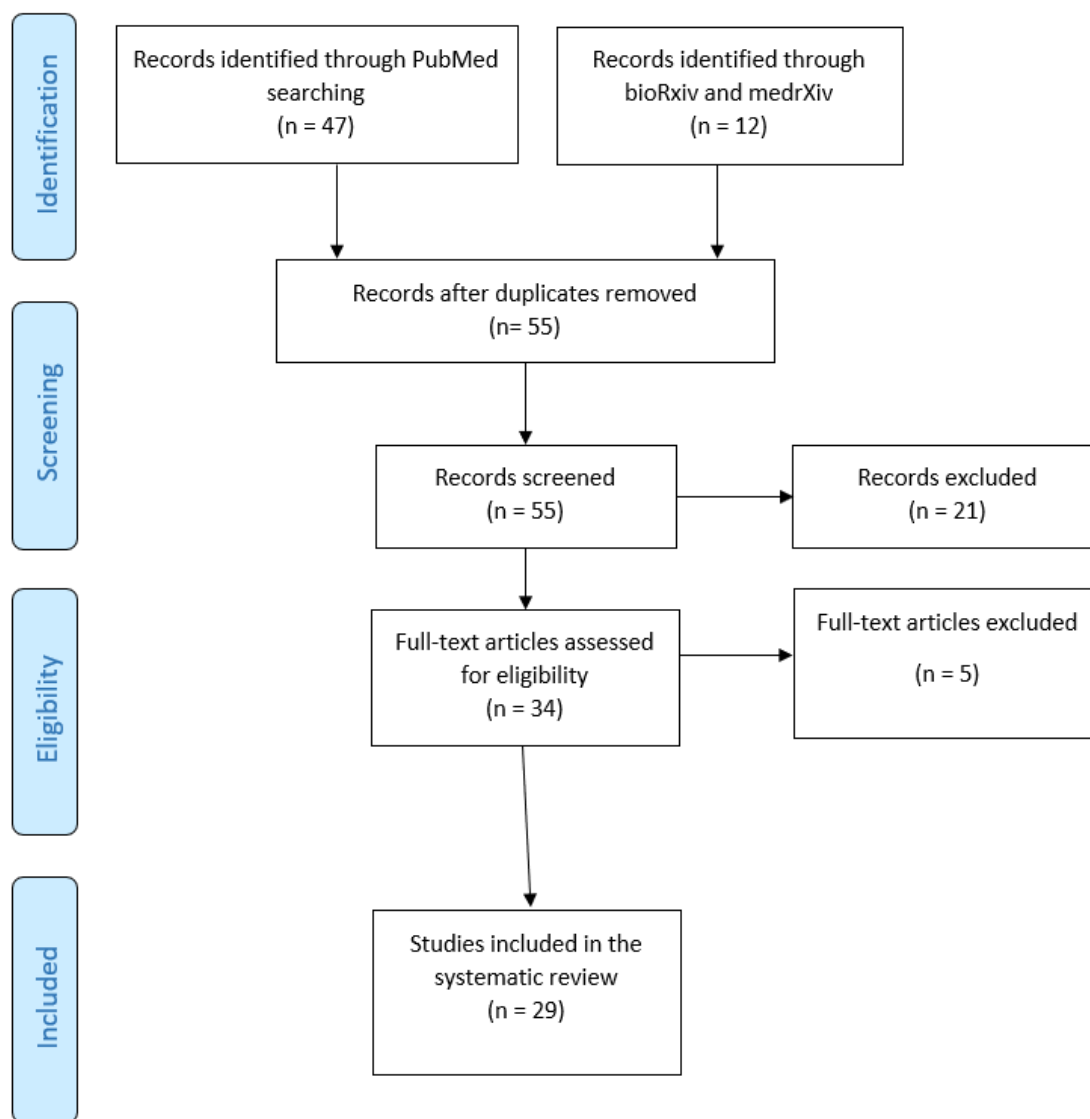 Identification
Records identified through PubMed
searching
(n = 47)
Records identified through
bioRxiv and medrXiv
(n = 12)
Records after duplicates removed
(n= 55)
Screening
Records screened
(n = 55)
Records excluded
(n = 21)
Eligibility
Full-text articles assessed
for eligibility
(n = 34)
Full-text articles excluded
(n = 5)
Included
Studies included in the
systematic review
(n = 29)